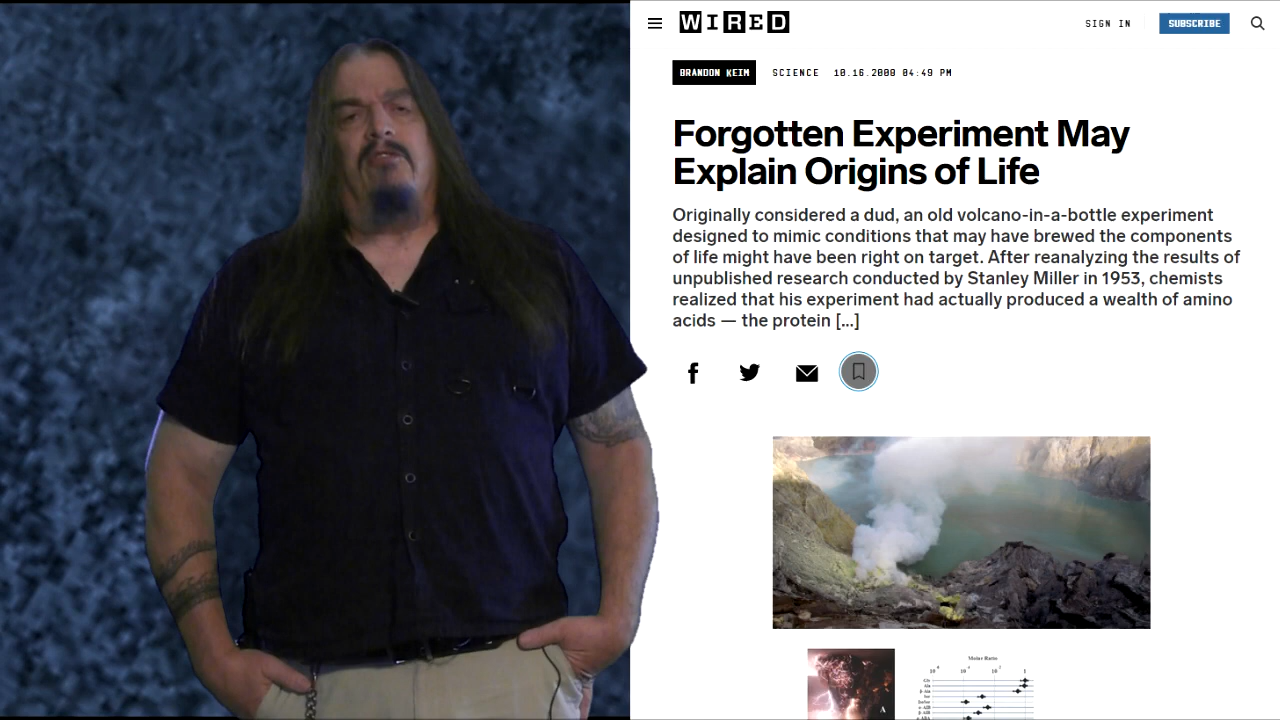 WIRED
SIGN IN
SUBSCRIBE
BRANDON KEIM
SCIENCE
10.16.2008 04:49 PM
Forgotten Experiment May
Explain Origins of Life
Originally considered a dud, an old volcano-in-a-bottle experiment
designed to mimic conditions that may have brewed the components
of life might have been right on target. After reanalyzing the results of
unpublished research conducted by Stanley Miller in 1953, chemists
realized that his experiment had actually produced a wealth of amino
acids — the protein [...]
A
Molar Ratio